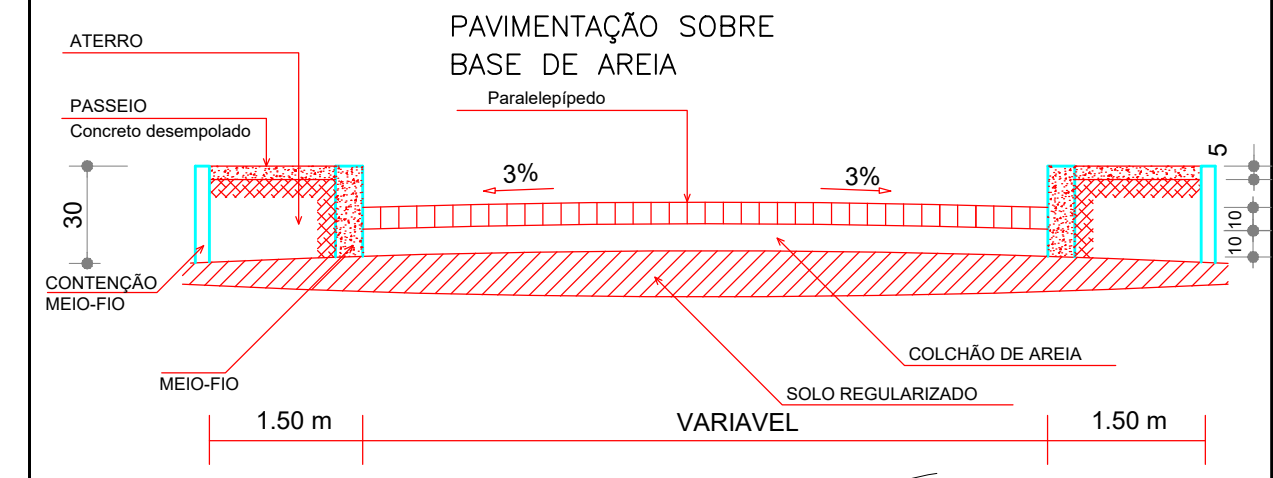 PAVIMENTAÇÃO SOBRE
BASE DE AREIA
ATERRO
Paralelepípedo
PASSEIO
Concreto desempolado
3%
3%
5
30
10
10
CONTENÇÃO
MEIO-FIO
MEIO-FIO
COLCHÃO DE AREIA
SOLO REGULARIZADO
1.50 m
VARIAVEL
1.50 m